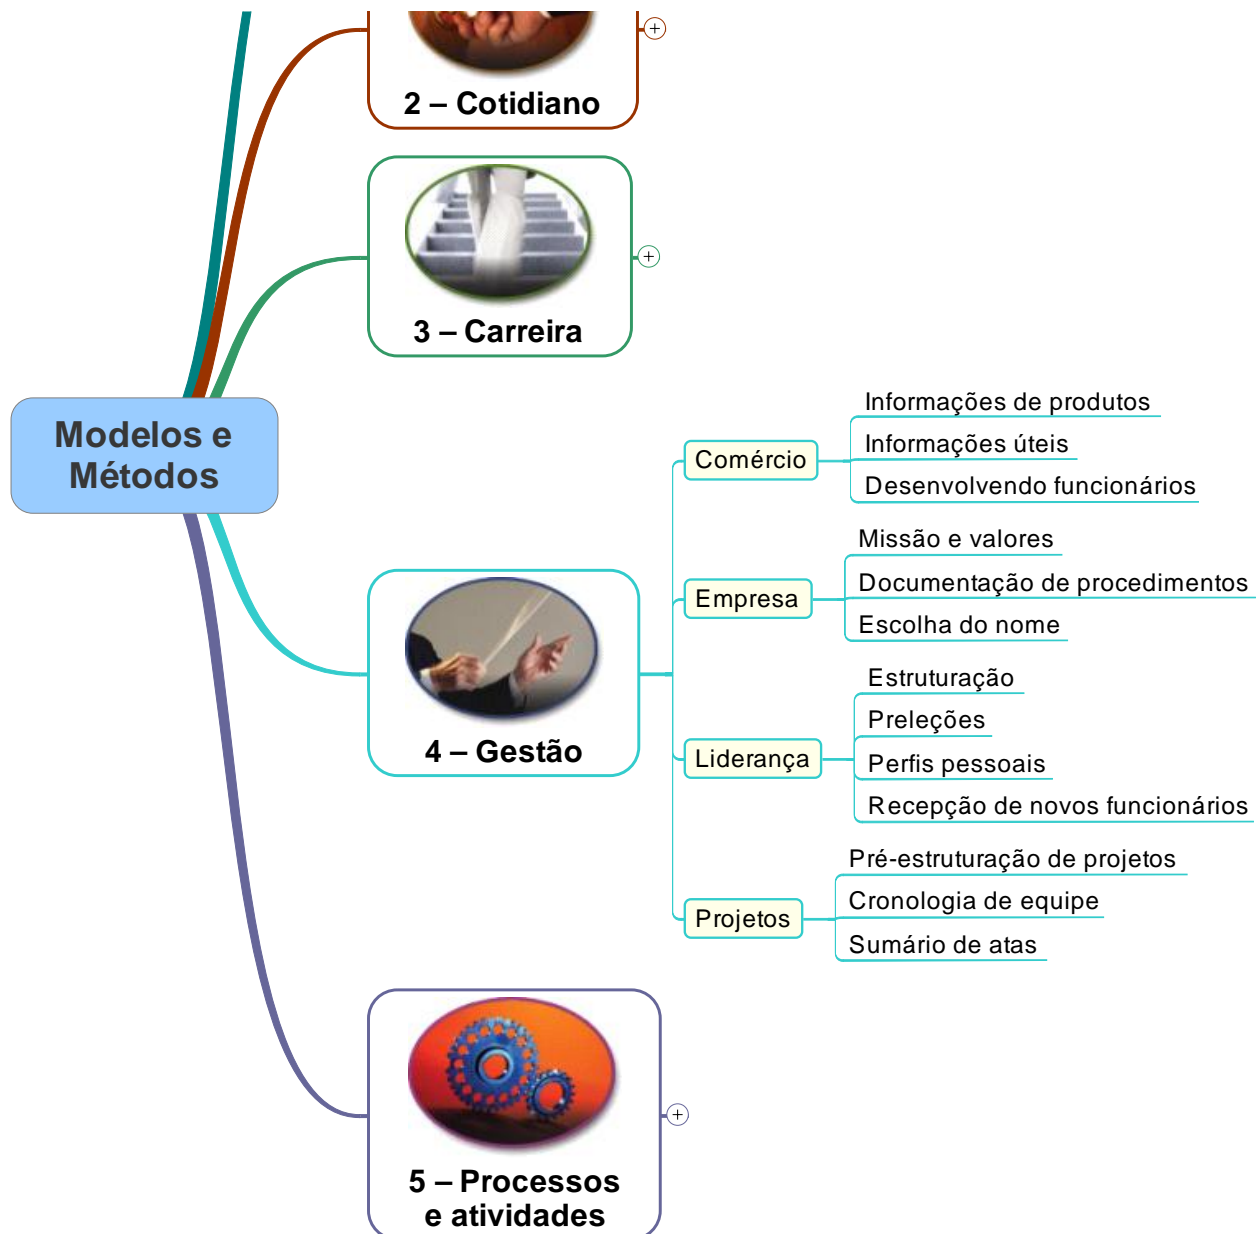 2 – Cotidiano
3 – Carreira
Modelos e
Métodos
4 – Gestão
Comércio
Informações de produtos
Informações úteis
Desenvolvendo funcionários
Empresa
Missão e valores
Documentação de procedimentos
Escolha do nome
Liderança
Estruturação
Preleções
Perfis pessoais
Recepção de novos funcionários
Projetos
Pré-estruturação de projetos
Cronologia de equipe
Sumário de atas
5 – Processos
e atividades